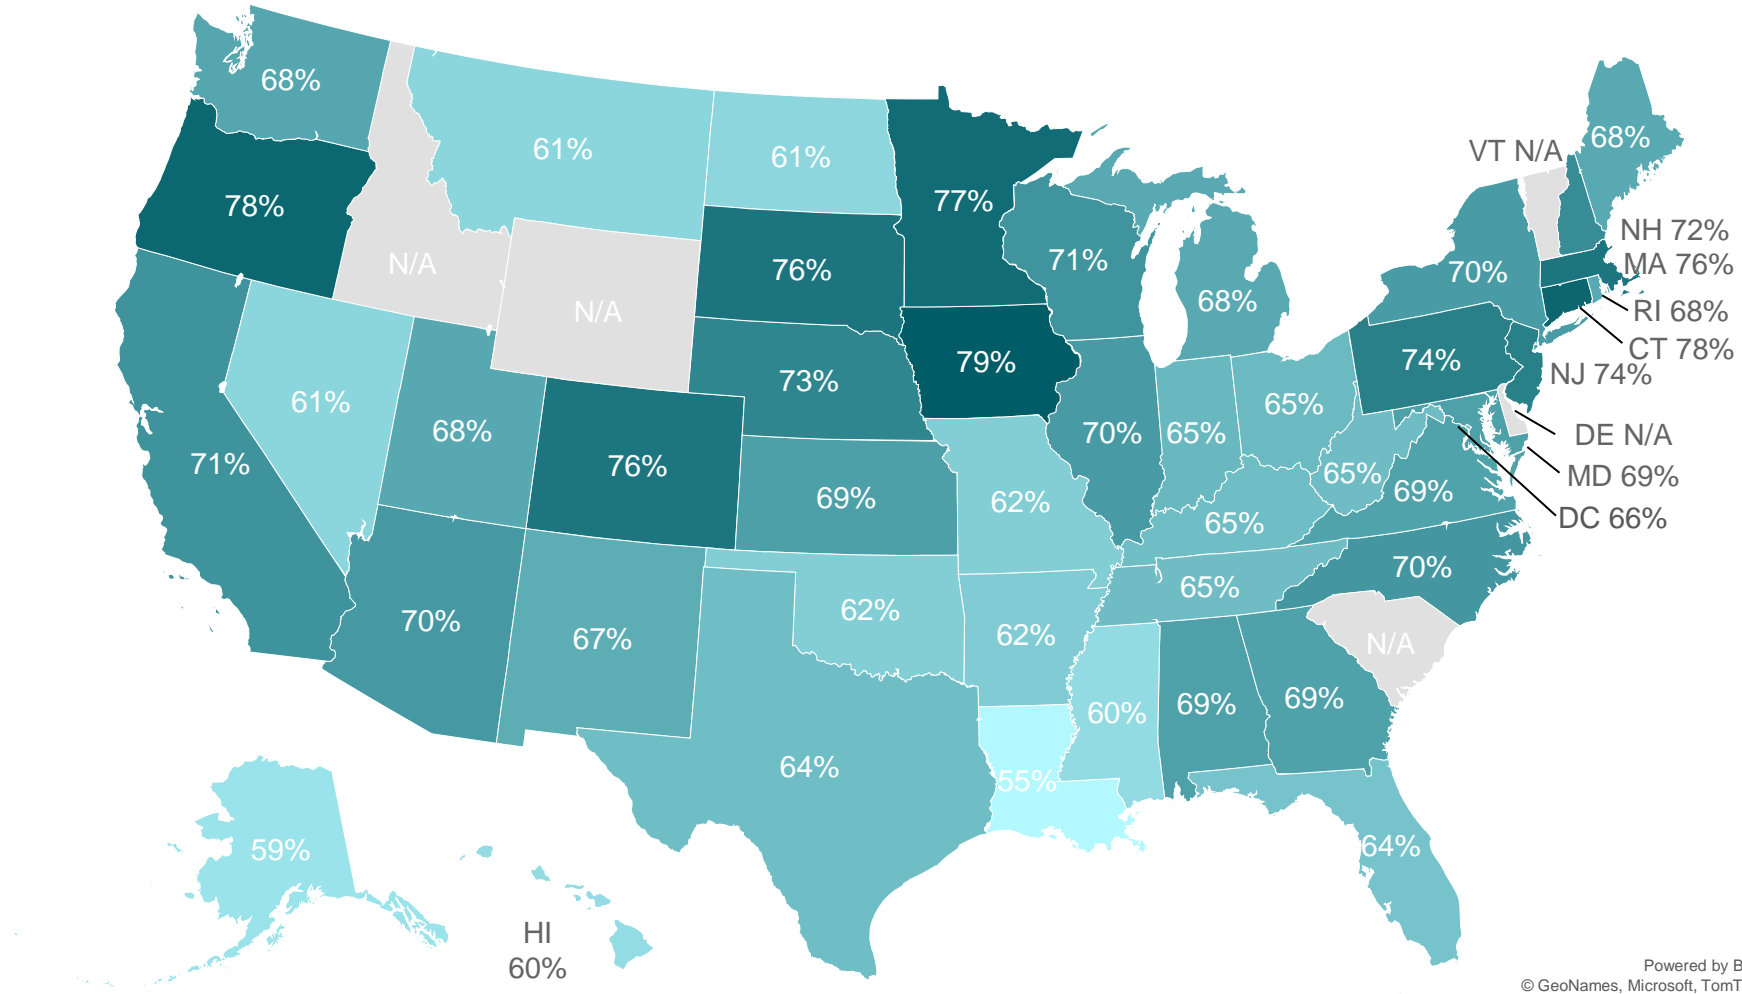 68%
68%
VT N/A
61%
61%
77%
78%
NH 72%
71%
N/A
MA 76%
76%
70%
68%
RI 68%
N/A
CT 78%
79%
74%
73%
NJ 74%
61%
65%
68%
70%
65%
DE N/A
71%
76%
65%
MD 69%
69%
62%
69%
DC 66%
65%
70%
65%
62%
70%
67%
62%
N/A
69%
69%
60%
64%
55%
59%
64%
HI
60%
Powered by B
© GeoNames, Microsoft, TomT